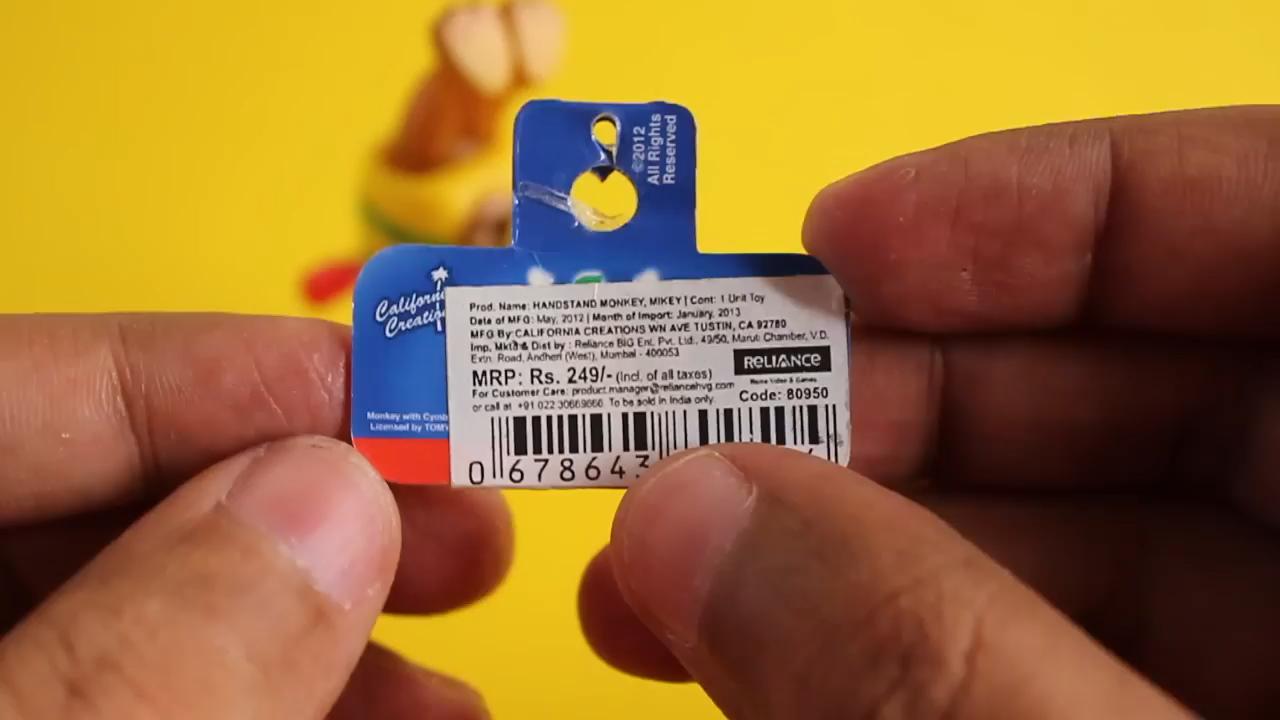 ©2012
All Rights
Reserved
California
Creations
Prod. Name: HANDSTAND MONKEY, MIKEY | Cont: 1 Unit Toy
Date of MFG: May, 2012 | Month of Import: January, 2013
MFG By:CALIFORNIA CREATIONS WN AVE TUSTIN, CA 92780
Imp, Mkt & Dist by : Reliance BIG Ent. Pvt. Ltd., 49/50, Maruti Chamber, V.D.
Extn. Road, Andheri (West), Mumbai - 400053
RELIANCE
Home Video & Games
MRP: Rs. 249/- (Incl. of all taxes)
For Customer Care: product.manager@reliancehvg.com
or call at +91 022 30669666 To be sold in India only.
Code: 80950
Monkey with Cymb
Licensed by TOMY
0 678643